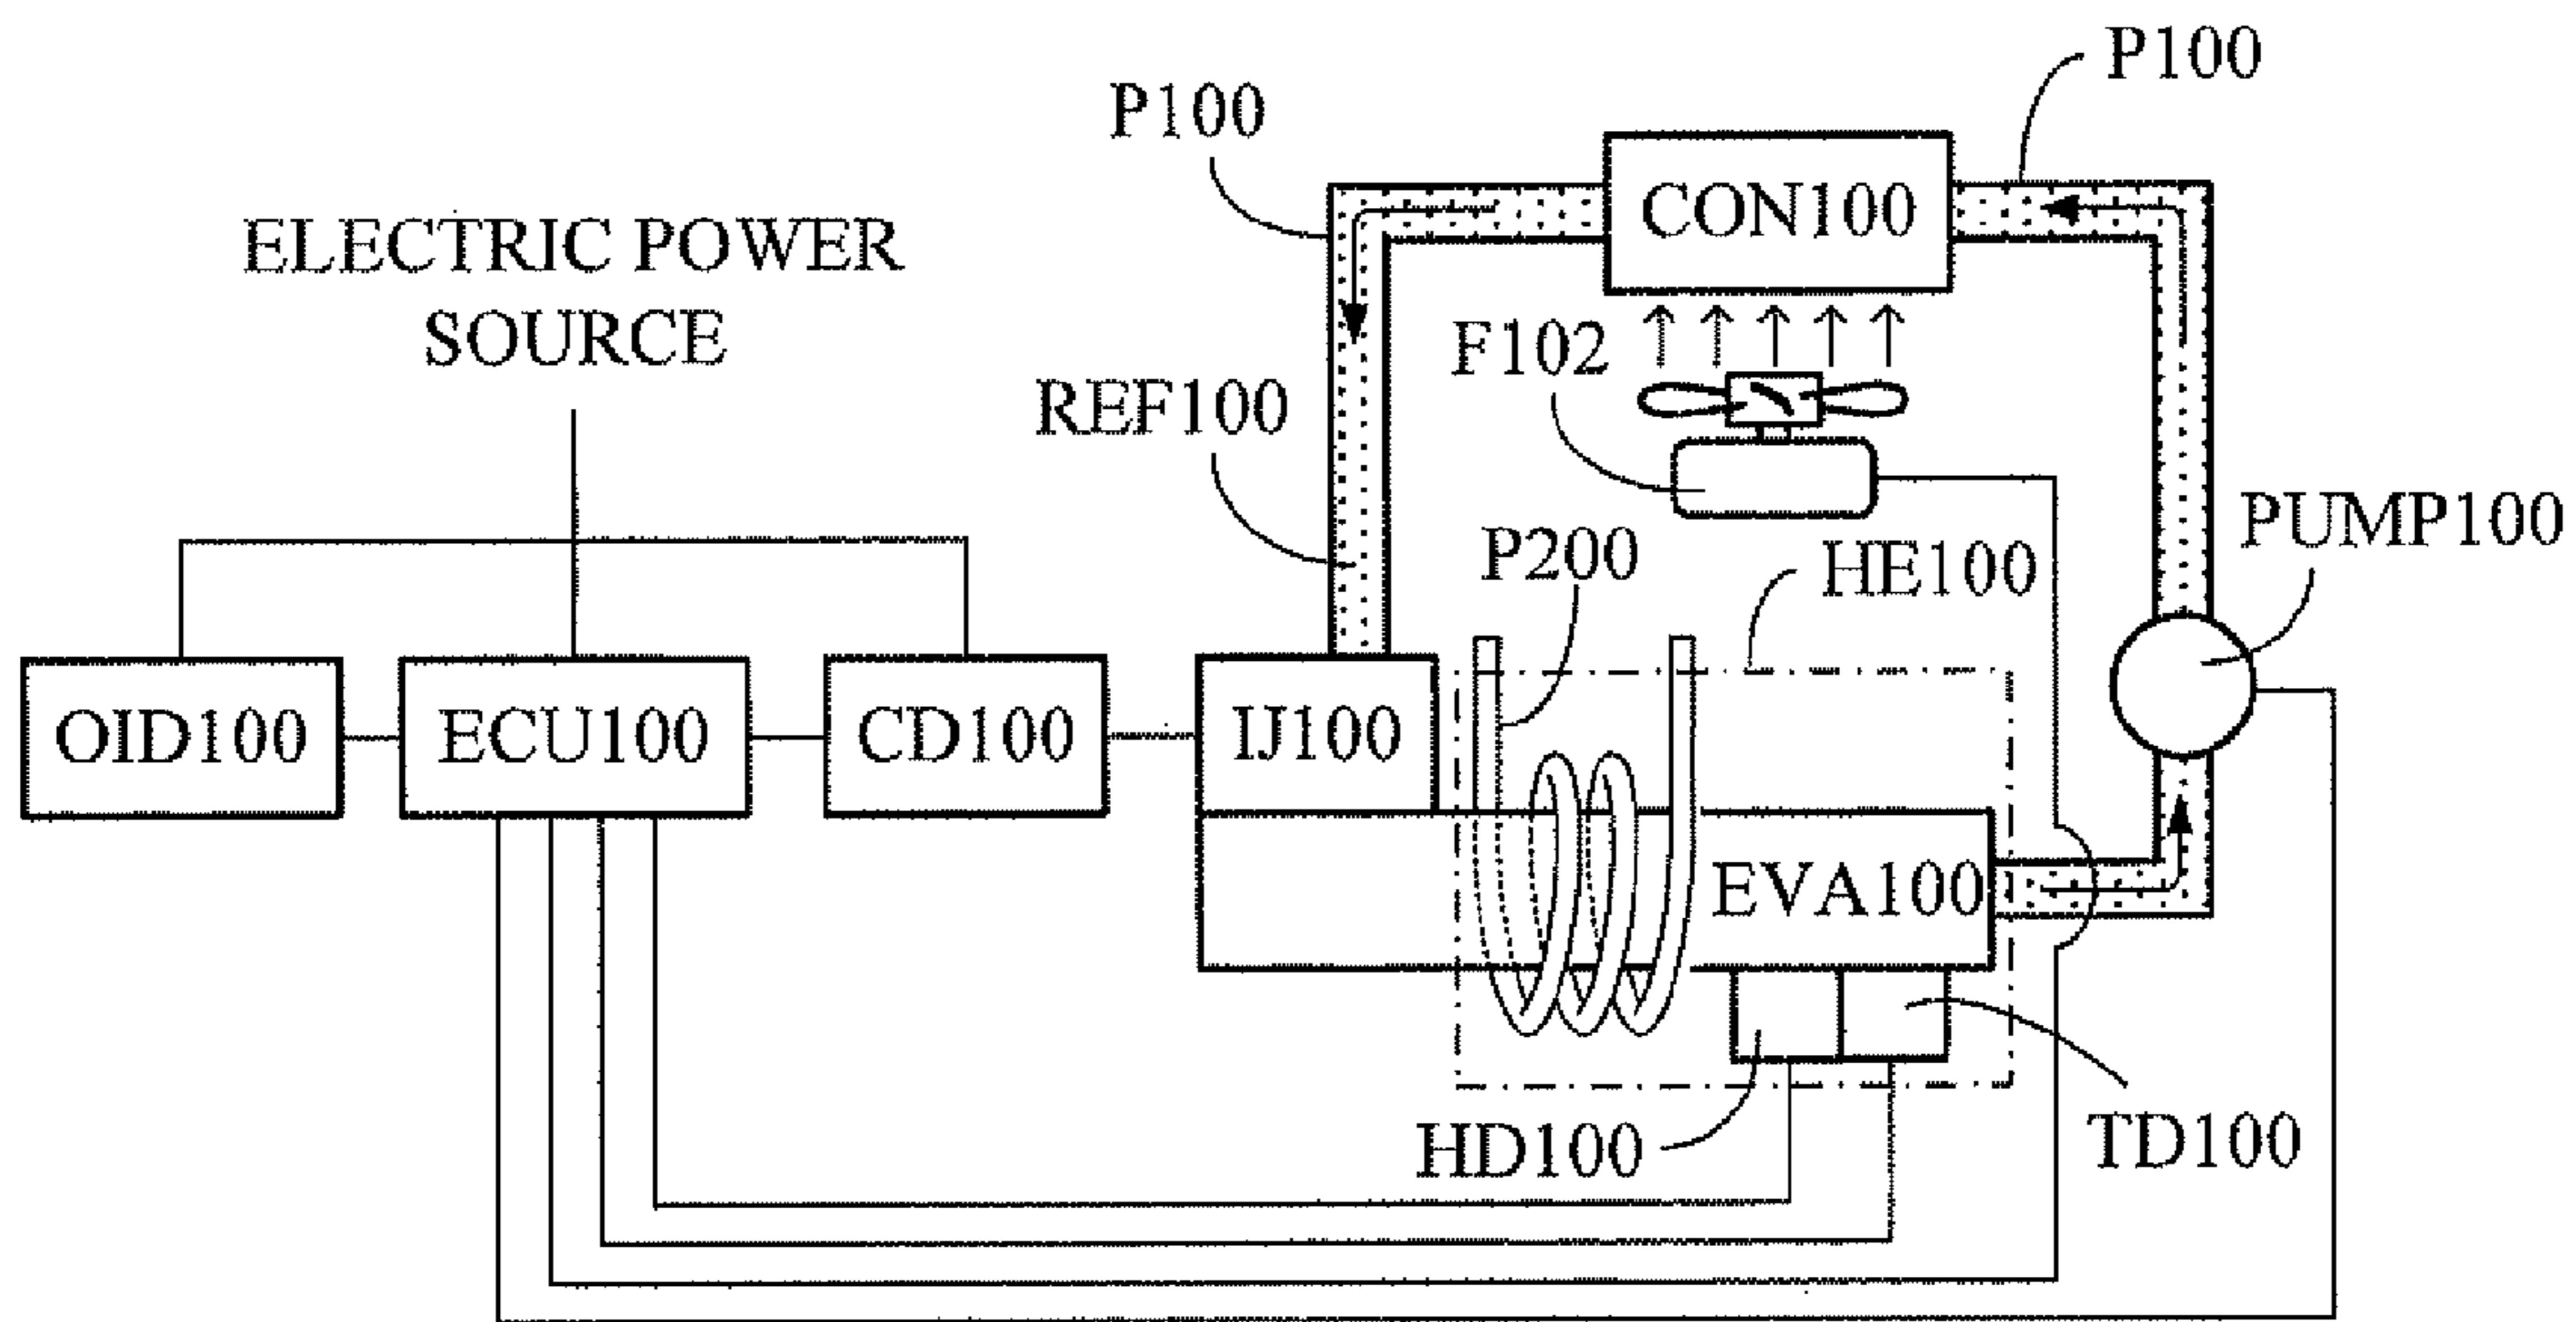 P100
P100
CON100
ELECTRIC POWER
SOURCE
F102
REF100
PUMP100
P200
HE100
OID100
ECU100
CD100
IJ100
EVA100
HD100
TD100